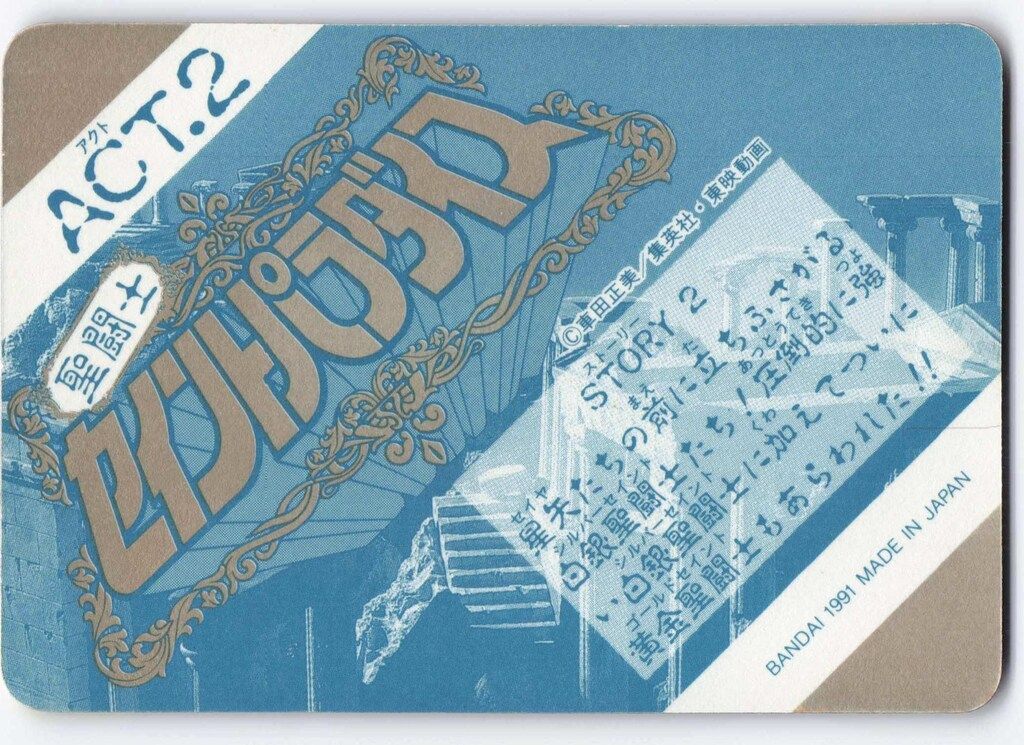 アクト
ACT.2
聖闘士
セイントパラダイス
©車田正美/集英社・東映動画
ストーリー
STORY 2
星矢たちの前に立ちふさがる
白銀聖闘士たち!圧倒的に強
い白銀聖闘士に加えてついに
黄金聖闘士もあらわれた!!
BANDAI 1991 MADE IN JAPAN